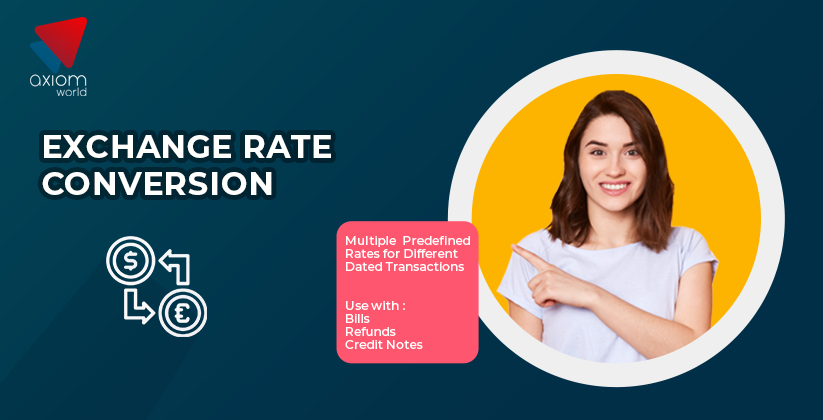 axiom
world
EXCHANGE RATE
CONVERSION
$
€
Multiple Predefined
Rates for Different
Dated Transactions
Use with :
Bills
Refunds
Credit Notes